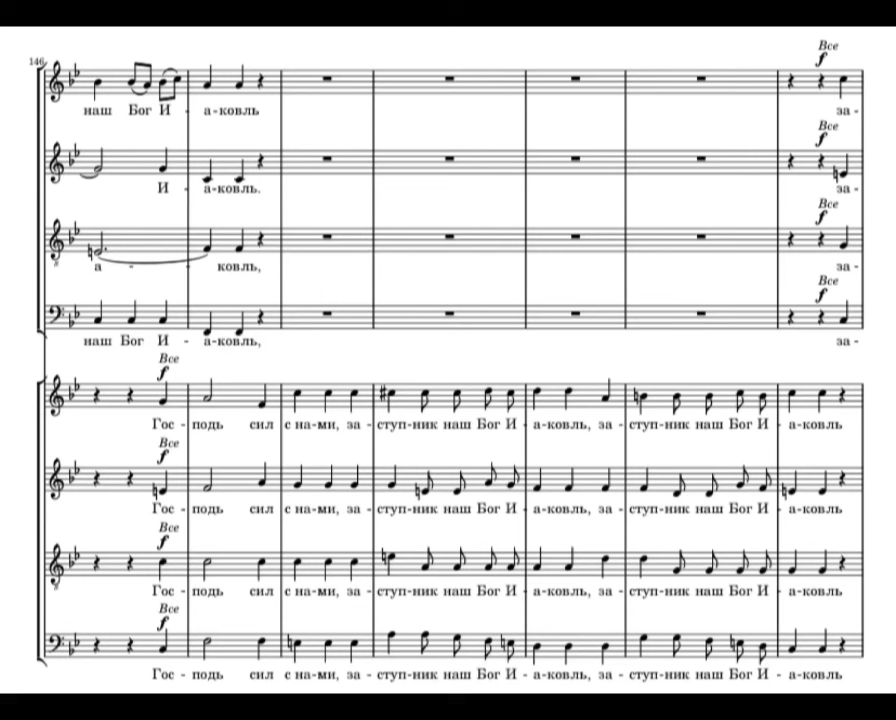 146
Все
f
наш Бог И - а-ковль за -
Все
f
И - а-ковль. за -
Все
f
а - - ковль, за -
Все
f
наш Бог И - а-ковль, за -
Все
f
Гос - подь сил с на-ми, за - ступ-ник наш Бог И - а-ковль, за - ступ-ник наш Бог И - а-ковль
Все
f
Гос - подь сил с на-ми, за - ступ-ник наш Бог И - а-ковль, за - ступ-ник наш Бог И - а-ковль
Все
f
Гос - подь сил с на-ми, за - ступ-ник наш Бог И - а-ковль, за - ступ-ник наш Бог И - а-ковль
Все
f
Гос - подь сил с на-ми, за - ступ-ник наш Бог И - а-ковль, за - ступ-ник наш Бог И - а-ковль